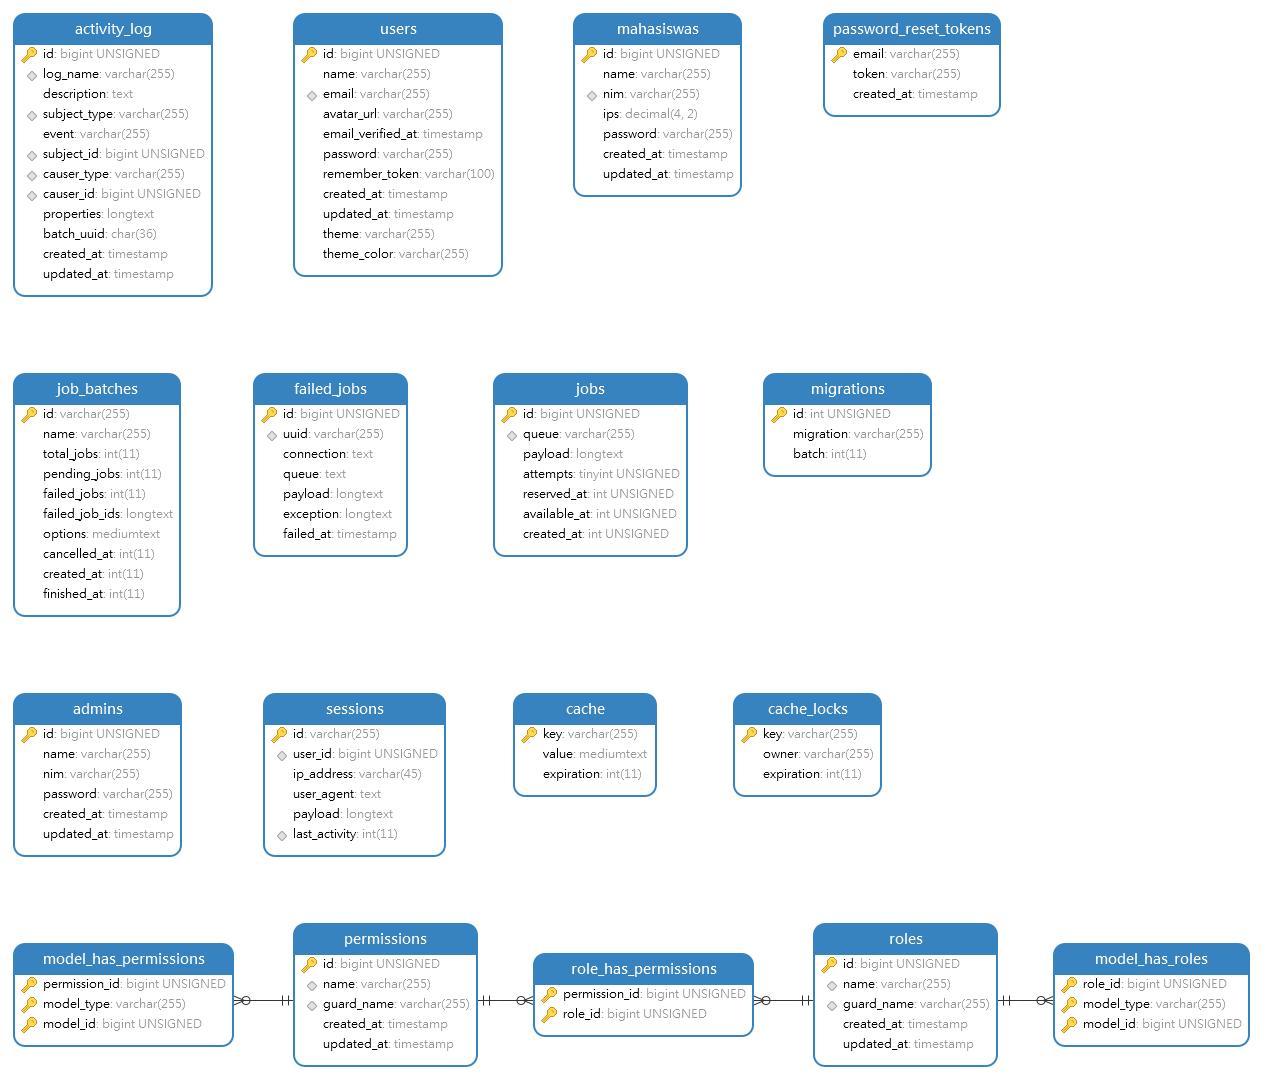 activity_log
id: bigint UNSIGNED
log_name: varchar(255)
description: text
subject_type: varchar(255)
event: varchar(255)
subject_id: bigint UNSIGNED
causer_type: varchar(255)
causer_id: bigint UNSIGNED
properties: longtext
batch_uuid: char(36)
created_at: timestamp
updated_at: timestamp
users
id: bigint UNSIGNED
name: varchar(255)
email: varchar(255)
avatar_url: varchar(255)
email_verified_at: timestamp
password: varchar(255)
remember_token: varchar(100)
created_at: timestamp
updated_at: timestamp
theme: varchar(255)
theme_color: varchar(255)
mahasiswas
id: bigint UNSIGNED
name: varchar(255)
nim: varchar(255)
ips: decimal(4, 2)
password: varchar(255)
created_at: timestamp
updated_at: timestamp
password_reset_tokens
email: varchar(255)
token: varchar(255)
created_at: timestamp
job_batches
id: varchar(255)
name: varchar(255)
total_jobs: int(11)
pending_jobs: int(11)
failed_jobs: int(11)
failed_job_ids: longtext
options: mediumtext
cancelled_at: int(11)
created_at: int(11)
finished_at: int(11)
failed_jobs
id: bigint UNSIGNED
uuid: varchar(255)
connection: text
queue: text
payload: longtext
exception: longtext
failed_at: timestamp
jobs
id: bigint UNSIGNED
queue: varchar(255)
payload: longtext
attempts: tinyint UNSIGNED
reserved_at: int UNSIGNED
available_at: int UNSIGNED
created_at: int UNSIGNED
migrations
id: int UNSIGNED
migration: varchar(255)
batch: int(11)
admins
id: bigint UNSIGNED
name: varchar(255)
nim: varchar(255)
password: varchar(255)
created_at: timestamp
updated_at: timestamp
sessions
id: varchar(255)
user_id: bigint UNSIGNED
ip_address: varchar(45)
user_agent: text
payload: longtext
last_activity: int(11)
cache
key: varchar(255)
value: mediumtext
expiration: int(11)
cache_locks
key: varchar(255)
owner: varchar(255)
expiration: int(11)
model_has_permissions
permission_id: bigint UNSIGNED
model_type: varchar(255)
model_id: bigint UNSIGNED
permissions
id: bigint UNSIGNED
name: varchar(255)
guard_name: varchar(255)
created_at: timestamp
updated_at: timestamp
role_has_permissions
permission_id: bigint UNSIGNED
role_id: bigint UNSIGNED
roles
id: bigint UNSIGNED
name: varchar(255)
guard_name: varchar(255)
created_at: timestamp
updated_at: timestamp
model_has_roles
role_id: bigint UNSIGNED
model_type: varchar(255)
model_id: bigint UNSIGNED